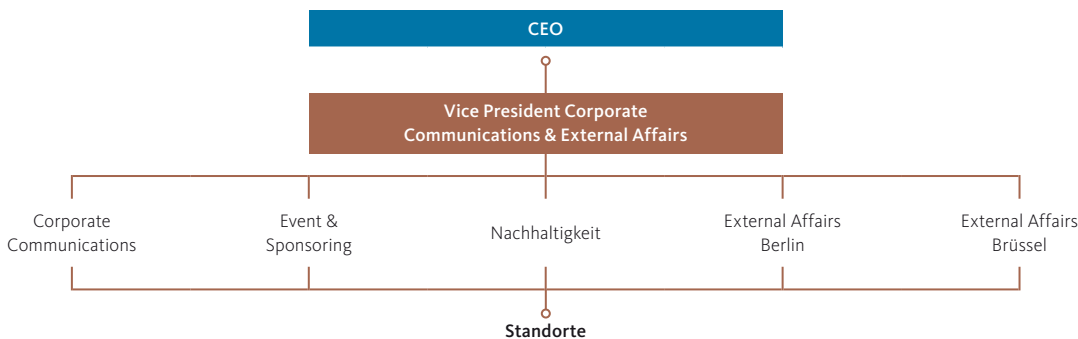 CEO
Vice President Corporate
Communications & External Affairs
Corporate
Communications
Event &
Sponsoring
Nachhaltigkeit
External Affairs
Berlin
External Affairs
Brüssel
Standorte